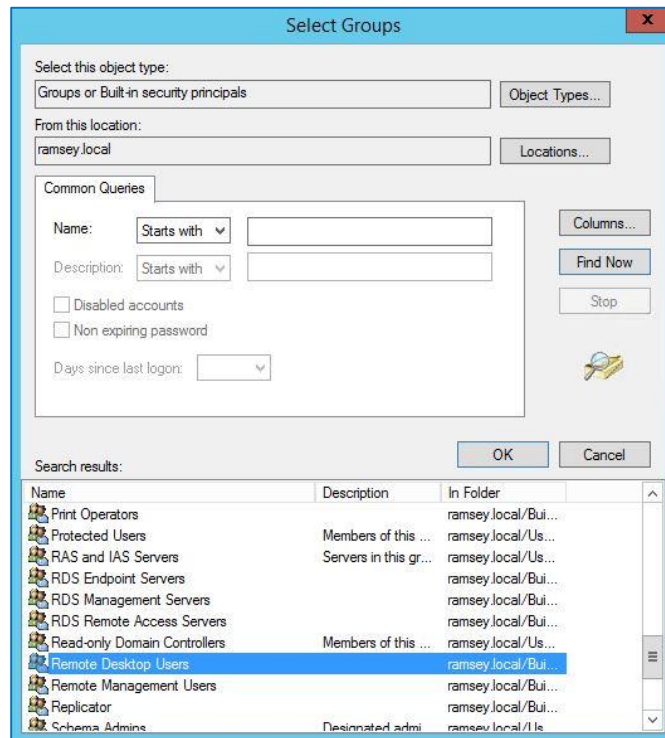 Select Groups
x
Select this object type:
Groups or Built-in security principals
Object Types...
From this location:
ramsey.local
Locations...
Common Queries
Name: Starts with
Columns...
Description: Starts with
Find Now
Disabled accounts
Stop
Non expiring password
Days since last logon:
OK Cancel
Search results:
Name Description In Folder
Print Operators ramsey.local/Bui...
Protected Users Members of this ... ramsey.local/Us...
RAS and IAS Servers Servers in this gr... ramsey.local/Us...
RDS Endpoint Servers ramsey.local/Bui...
RDS Management Servers ramsey.local/Bui...
RDS Remote Access Servers ramsey.local/Bui...
Read-only Domain Controllers Members of this ... ramsey.local/Us...
Remote Desktop Users ramsey.local/Bui...
Remote Management Users ramsey.local/Bui...
Replicator ramsey.local/Bui...
Schema Admins Designated admi... ramsey.local/Us...